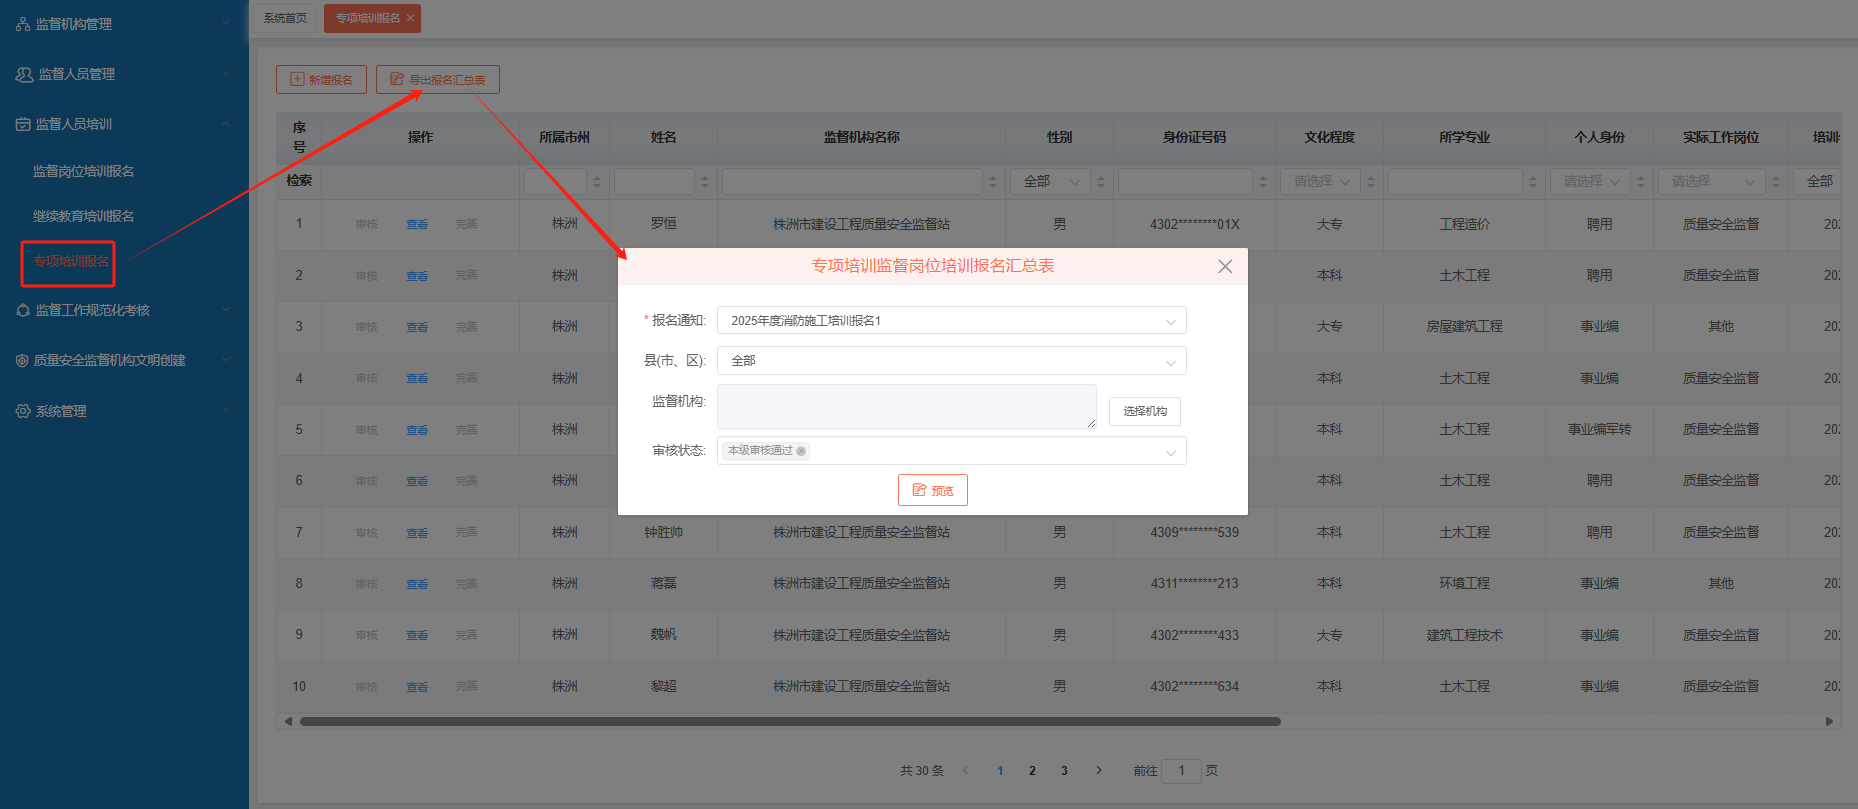 监督机构管理
监督人员管理
监督人员培训
监督岗位培训报名
继续教育培训报名
专项培训报名
监督工作规范化考核
质量安全监督机构文明创建
系统管理
系统首页 专项培训报名
新增报名 导出报名汇总表
序号 操作 所属市州 姓名 监督机构名称 性别 身份证号码 文化程度 所学专业 个人身份 实际工作岗位 培训
检索 全部 请选择 请选择 请选择 全部
1 审核 查看 完善 株洲 罗恒 株洲市建设工程质量安全监督站 男 4302********01X 大专 工程造价 聘用 质量安全监督 202
2 审核 查看 完善 株洲 本科 土木工程 聘用 质量安全监督 202
3 审核 查看 完善 株洲 大专 房屋建筑工程 事业编 其他 202
4 审核 查看 完善 株洲 本科 土木工程 事业编 质量安全监督 202
5 审核 查看 完善 株洲 本科 土木工程 事业编军转 质量安全监督 202
6 审核 查看 完善 株洲 本科 土木工程 聘用 质量安全监督 202
7 审核 查看 完善 株洲 钟胜帅 株洲市建设工程质量安全监督站 男 4309********539 本科 土木工程 聘用 质量安全监督 202
8 审核 查看 完善 株洲 蒋磊 株洲市建设工程质量安全监督站 男 4311********213 本科 环境工程 事业编 其他 202
9 审核 查看 完善 株洲 魏帆 株洲市建设工程质量安全监督站 男 4302********433 大专 建筑工程技术 事业编 质量安全监督 202
10 审核 查看 完善 株洲 黎超 株洲市建设工程质量安全监督站 男 4302********634 本科 土木工程 事业编 质量安全监督 202
专项培训监督岗位培训报名汇总表
* 报名通知: 2025年度消防施工培训报名1
县(市、区): 全部
监督机构: 选择机构
审核状态: 本级审核通过
预览
共 30 条 1 2 3 前往 1 页